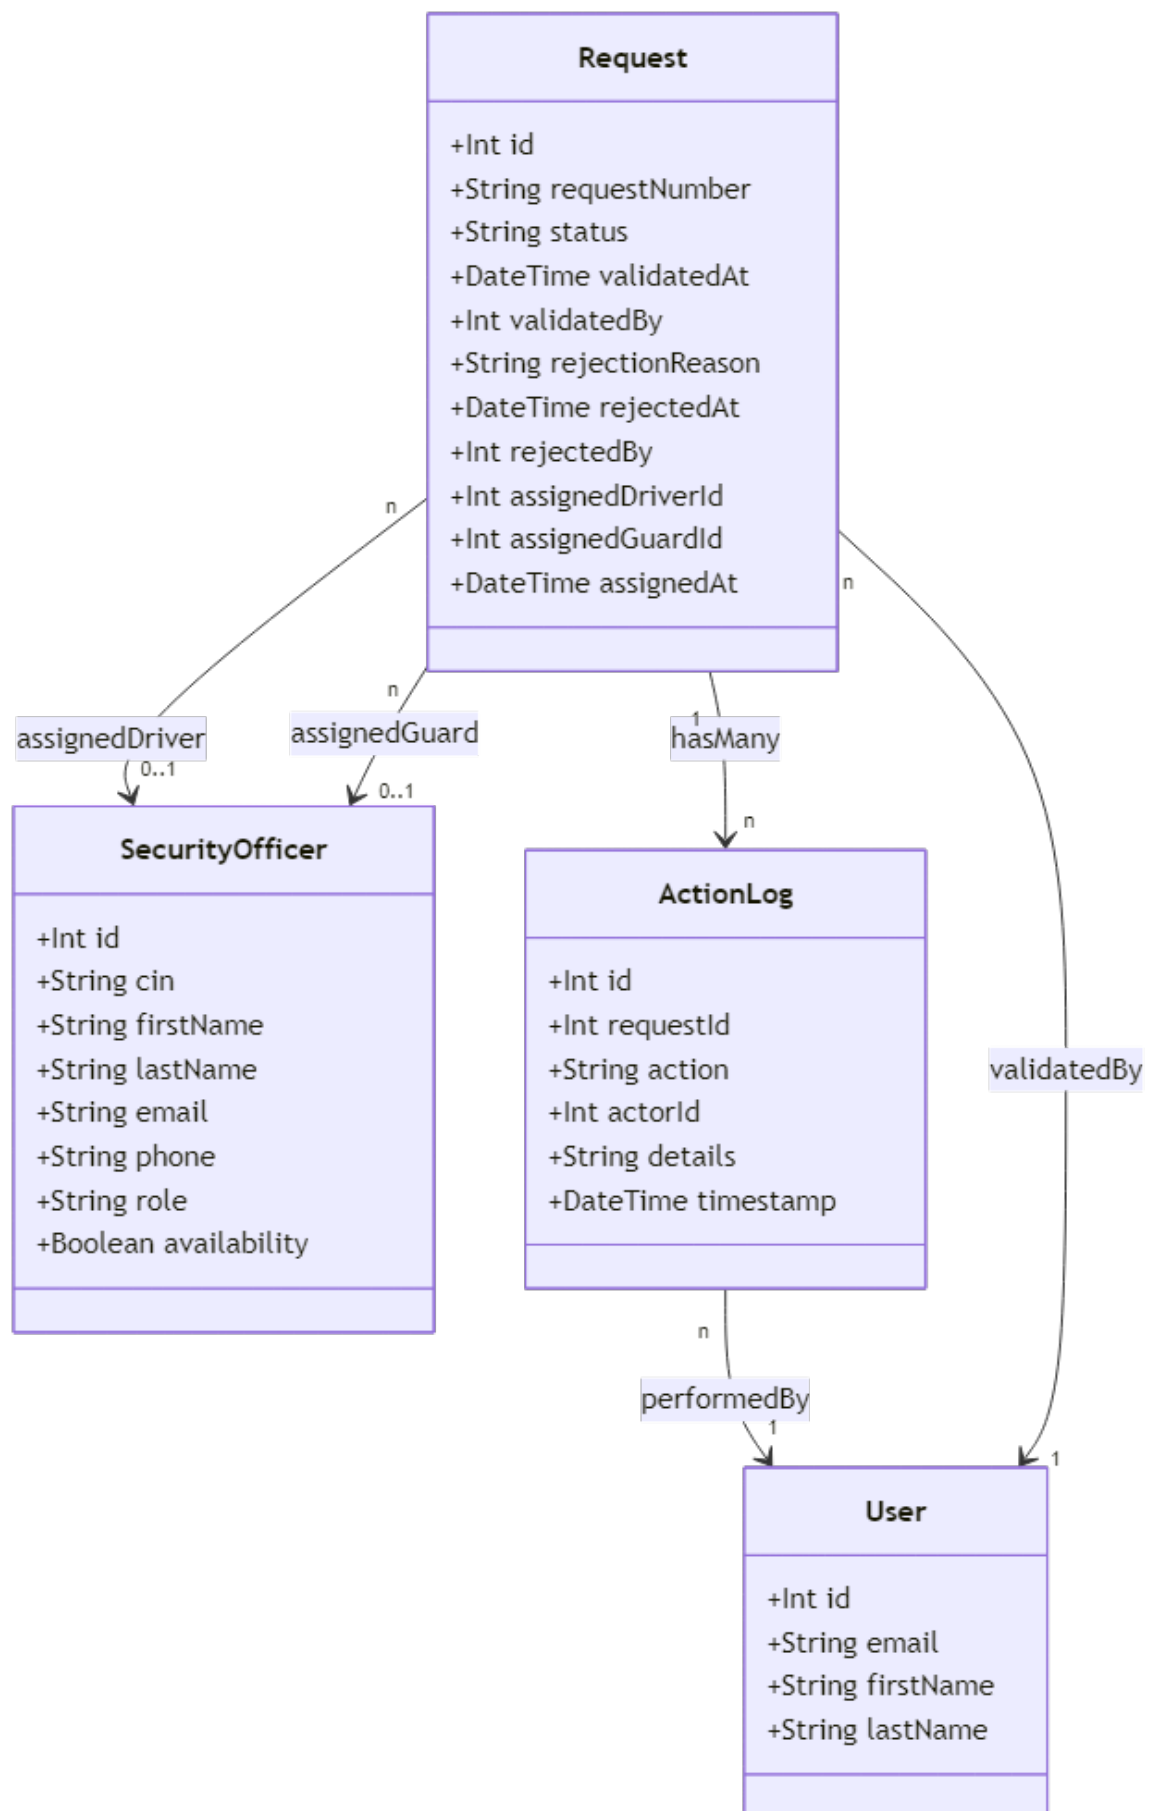 Request
+Int id
+String requestNumber
+String status
+DateTime validatedAt
+Int validatedBy
+String rejectionReason
+DateTime rejectedAt
+Int rejectedBy
+Int assignedDriverId
+Int assignedGuardId
+DateTime assignedAt
n
n
n
1
assignedDriver
assignedGuard
hasMany
0..1
0..1
n
SecurityOfficer
+Int id
+String cin
+String firstName
+String lastName
+String email
+String phone
+String role
+Boolean availability
ActionLog
+Int id
+Int requestId
+String action
+Int actorId
+String details
+DateTime timestamp
validatedBy
n
performedBy
1
1
User
+Int id
+String email
+String firstName
+String lastName